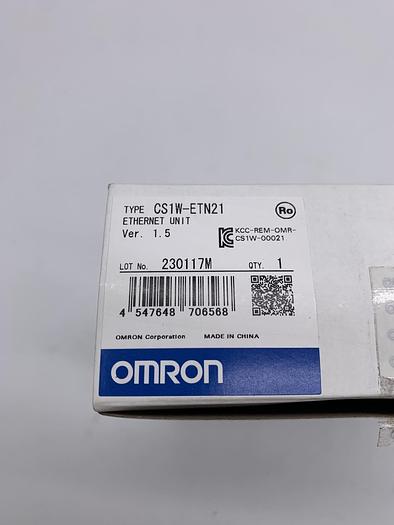 TYPE CS1W-ETN21
ETHERNET UNIT
Ver. 1.5
Ro
KCC-REM-OMR-
CS1W-00021
LOT No. 230117M QTY. 1
4 547648 706568
OMRON Corporation MADE IN CHINA
OMRON